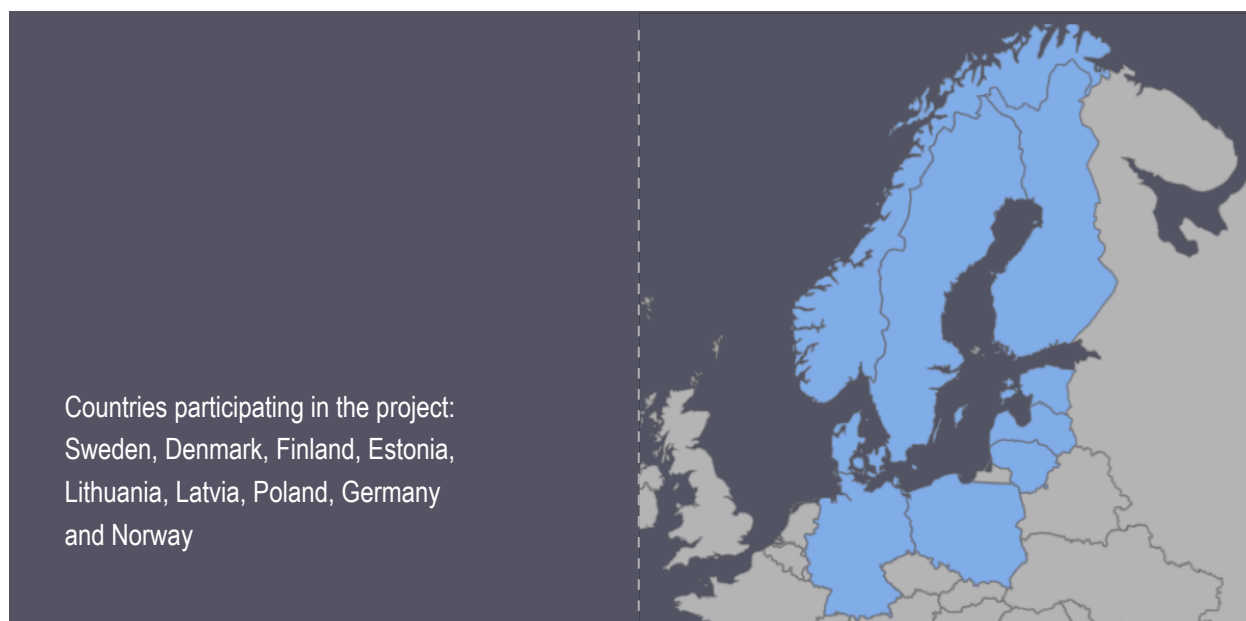 Countries participating in the project:
Sweden, Denmark, Finland, Estonia,
Lithuania, Latvia, Poland, Germany
and Norway